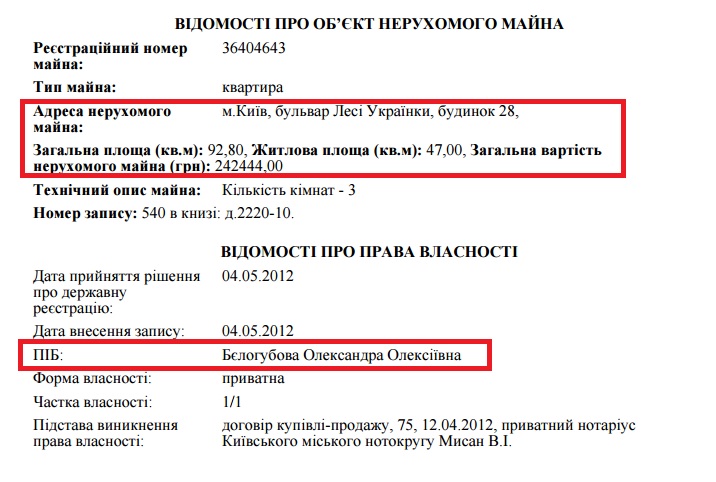 ВІДОМОСТІ ПРО ОБ’ЄКТ НЕРУХОМОГО МАЙНА
Реєстраційний номер майна: 36404643
Тип майна: квартира
Адреса нерухомого майна: м.Київ, бульвар Лесі Українки, будинок 28,
Загальна площа (кв.м): 92,80, Житлова площа (кв.м): 47,00, Загальна вартість
нерухомого майна (грн): 242444,00
Технічний опис майна: Кількість кімнат - 3
Номер запису: 540 в книзі: д.2220-10.
ВІДОМОСТІ ПРО ПРАВА ВЛАСНОСТІ
Дата прийняття рішення про державну реєстрацію: 04.05.2012
Дата внесення запису: 04.05.2012
ПІБ: Бєлогубова Олександра Олексіївна
Форма власності: приватна
Частка власності: 1/1
Підстава виникнення права власності: договір купівлі-продажу, 75, 12.04.2012, приватний нотаріус
Київського міського нотокругу Мисан В.І.